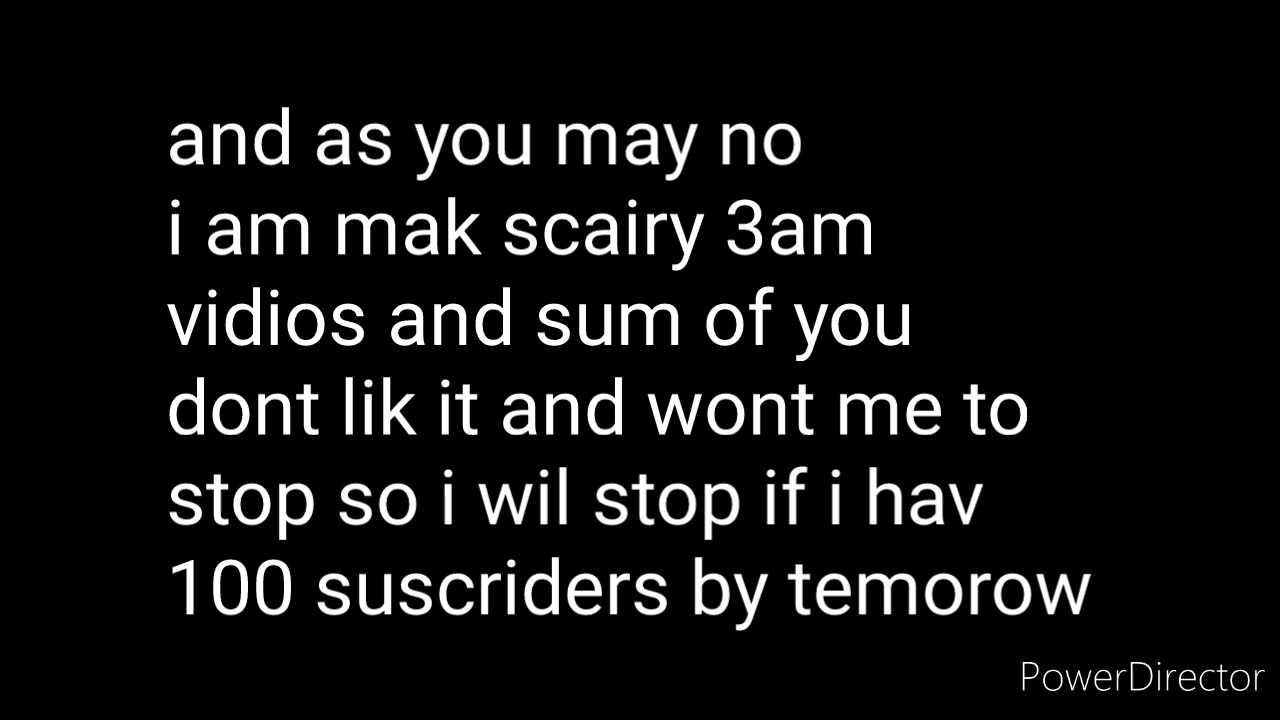 and as you may no
i am mak scairy 3am
vidios and sum of you
dont lik it and wont me to
stop so i wil stop if i hav
100 suscriders by temorow
PowerDirector